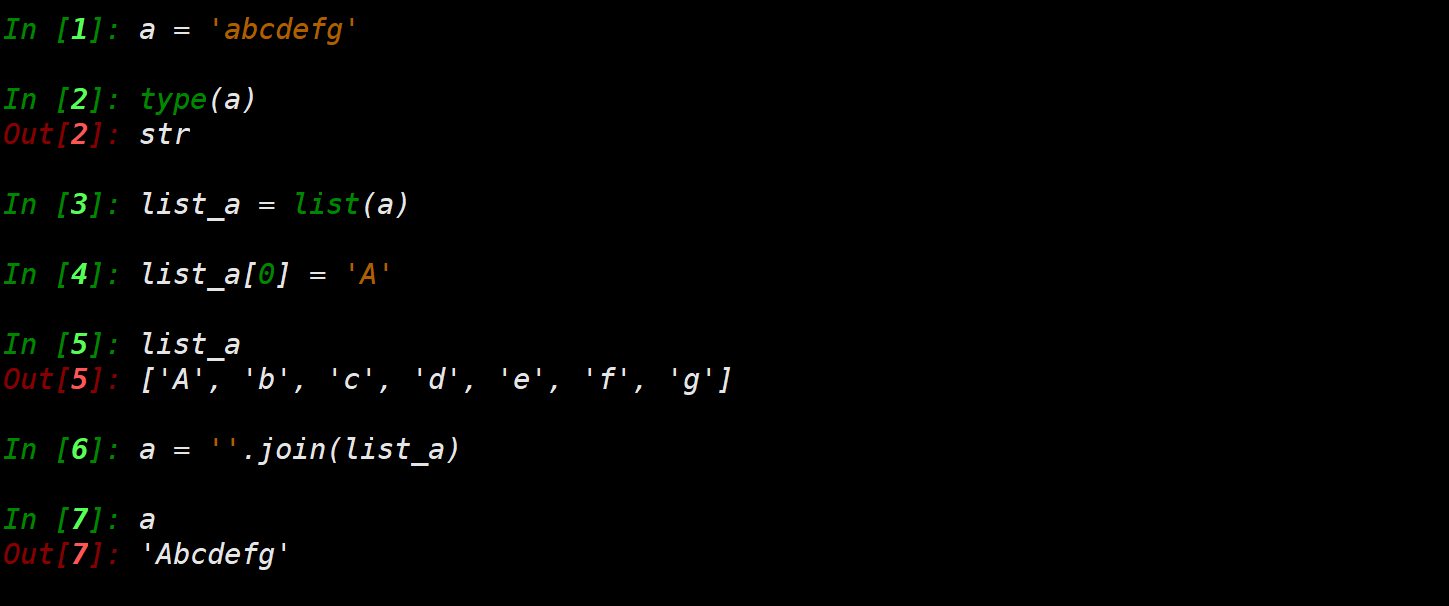 In [1]: a = 'abcdefg'
In [2]: type(a)
Out[2]: str
In [3]: list_a = list(a)
In [4]: list_a[0] = 'A'
In [5]: list_a
Out[5]: ['A', 'b', 'c', 'd', 'e', 'f', 'g']
In [6]: a = ''.join(list_a)
In [7]: a
Out[7]: 'Abcdefg'